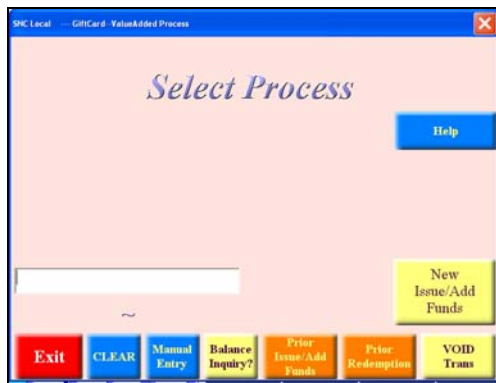 SNC Local --- GiftCard--ValueAdded Process
Select Process
Help
New
Issue/Add
Funds
~
Exit
CLEAR
Manual
Entry
Balance
Inquiry?
Prior
Issue/Add
Funds
Prior
Redemption
VOID
Trans